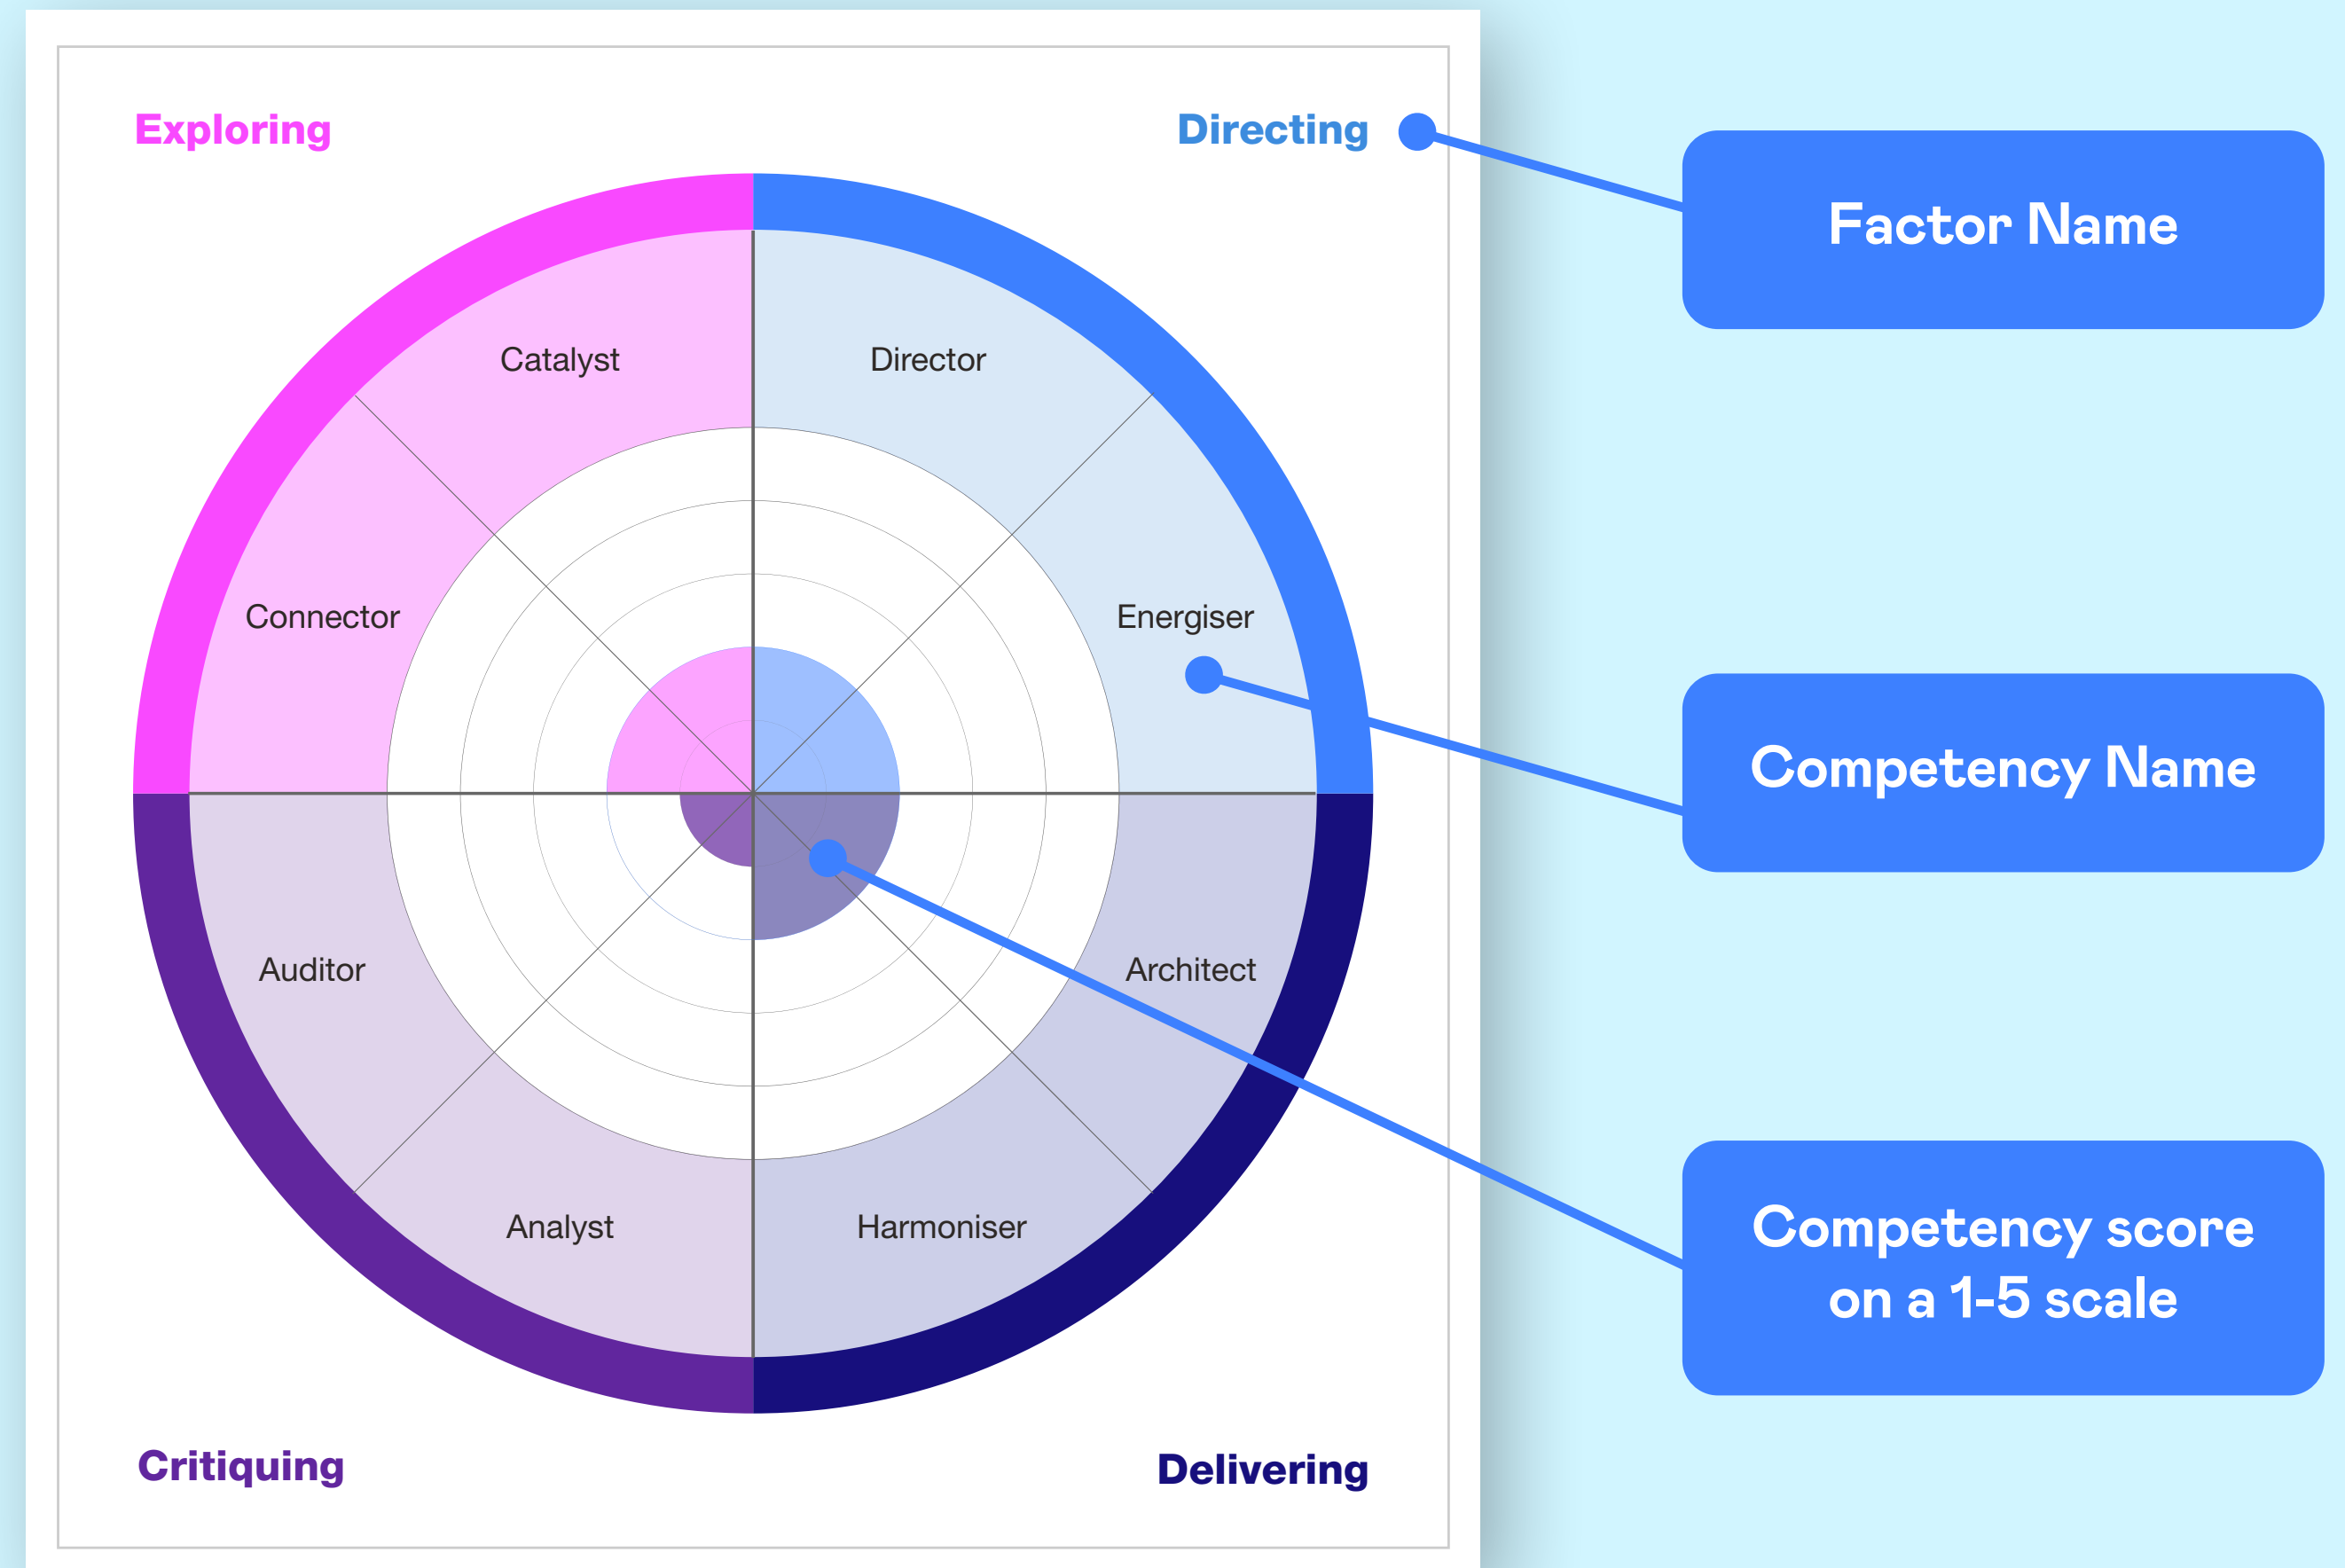 Exploring
Directing
Factor Name
Catalyst
Director
Connector
Energiser
Competency Name
Auditor
Architect
Analyst
Harmoniser
Competency score
on a 1-5 scale
Critiquing
Delivering